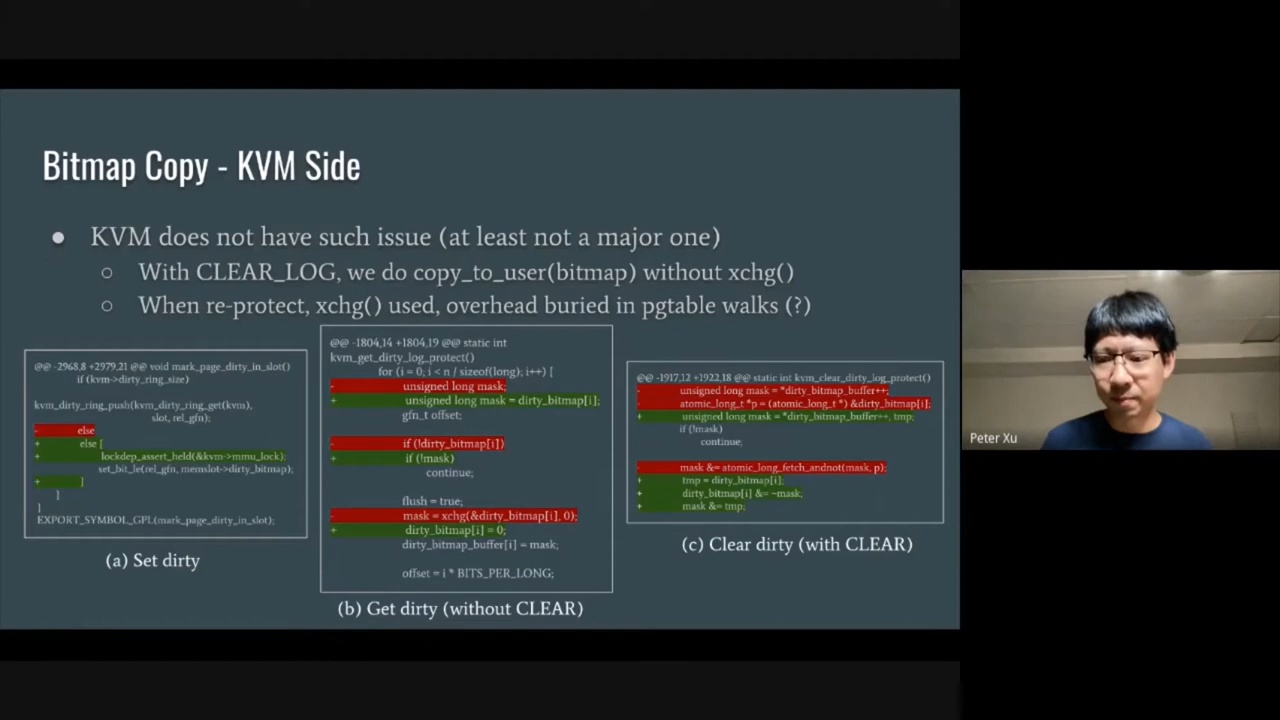 Bitmap Copy - KVM Side
● KVM does not have such issue (at least not a major one)
○ With CLEAR_LOG, we do copy_to_user(bitmap) without xchg()
○ When re-protect, xchg() used, overhead buried in pgtable walks (?)
@@ -2968,8 +2979,21 @@ void mark_page_dirty_in_slot()
if (kvm->dirty_ring_size)
kvm_dirty_ring_push(kvm_dirty_ring_get(kvm),
slot, rel_gfn);
- else
+ else {
+ lockdep_assert_held(&kvm->mmu_lock);
set_bit_le(rel_gfn, memslot->dirty_bitmap);
+ }
}
}
EXPORT_SYMBOL_GPL(mark_page_dirty_in_slot);
(a) Set dirty
@@ -1804,14 +1804,19 @@ static int
kvm_get_dirty_log_protect()
for (i = 0; i < n / sizeof(long); i++) {
- unsigned long mask;
+ unsigned long mask = dirty_bitmap[i];
gfn_t offset;
- if (!dirty_bitmap[i])
+ if (!mask)
continue;
flush = true;
- mask = xchg(&dirty_bitmap[i], 0);
+ dirty_bitmap[i] = 0;
dirty_bitmap_buffer[i] = mask;
offset = i * BITS_PER_LONG;
(b) Get dirty (without CLEAR)
@@ -1917,12 +1922,18 @@ static int kvm_clear_dirty_log_protect()
- unsigned long mask = *dirty_bitmap_buffer++;
- atomic_long_t *p = (atomic_long_t *) &dirty_bitmap[i];
+ unsigned long mask = *dirty_bitmap_buffer++, tmp;
if (!mask)
continue;
- mask &= atomic_long_fetch_andnot(mask, p);
+ tmp = dirty_bitmap[i];
+ dirty_bitmap[i] &= ~mask;
+ mask &= tmp;
(c) Clear dirty (with CLEAR)
Peter Xu